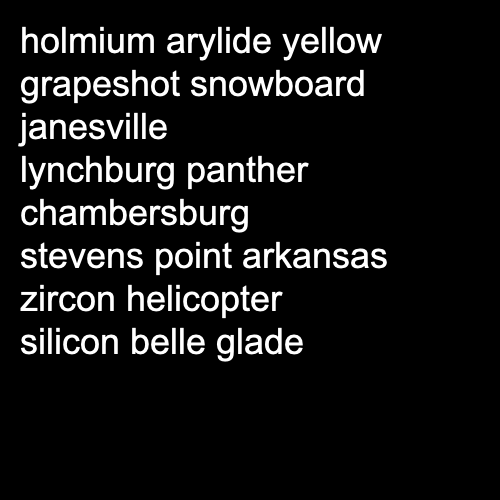 holmium arylide yellow
grapeshot snowboard
janesville
lynchburg panther
chambersburg
stevens point arkansas
zircon helicopter
silicon belle glade